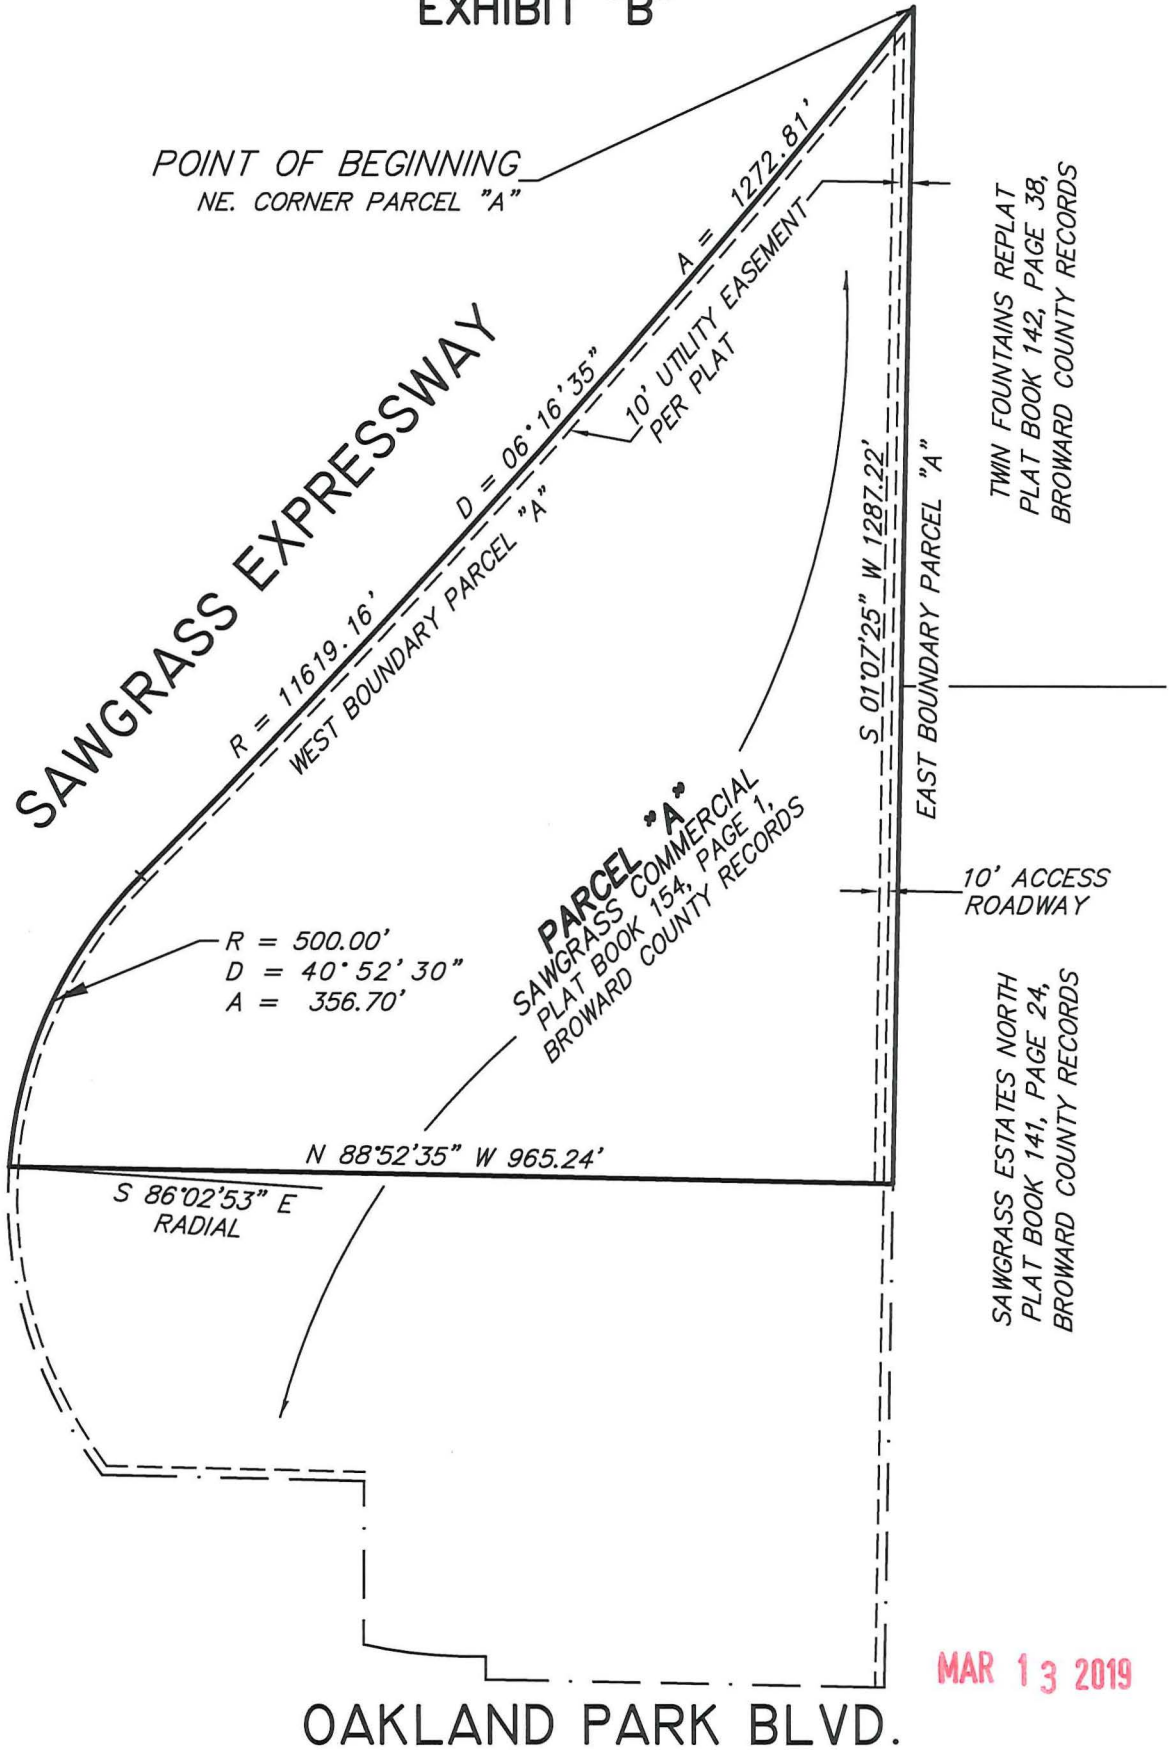 EXHIBIT "B"
POINT OF BEGINNING
NE. CORNER PARCEL "A"
SAWGRASS EXPRESSWAY
R = 11619.16'
D = 06°16'35"
A = 1272.81'
WEST BOUNDARY PARCEL "A"
10' UTILITY EASEMENT
PER PLAT
TWIN FOUNTAINS REPLAT
PLAT BOOK 142, PAGE 38,
BROWARD COUNTY RECORDS
S 01°07'25" W 1287.22'
EAST BOUNDARY PARCEL "A"
PARCEL "A"
SAWGRASS COMMERCIAL
PLAT BOOK 154, PAGE 1,
BROWARD COUNTY RECORDS
10' ACCESS
ROADWAY
R = 500.00'
D = 40°52'30"
A = 356.70'
SAWGRASS ESTATES NORTH
PLAT BOOK 141, PAGE 24,
BROWARD COUNTY RECORDS
N 88°52'35" W 965.24'
S 86°02'53" E
RADIAL
MAR 13 2019
OAKLAND PARK BLVD.